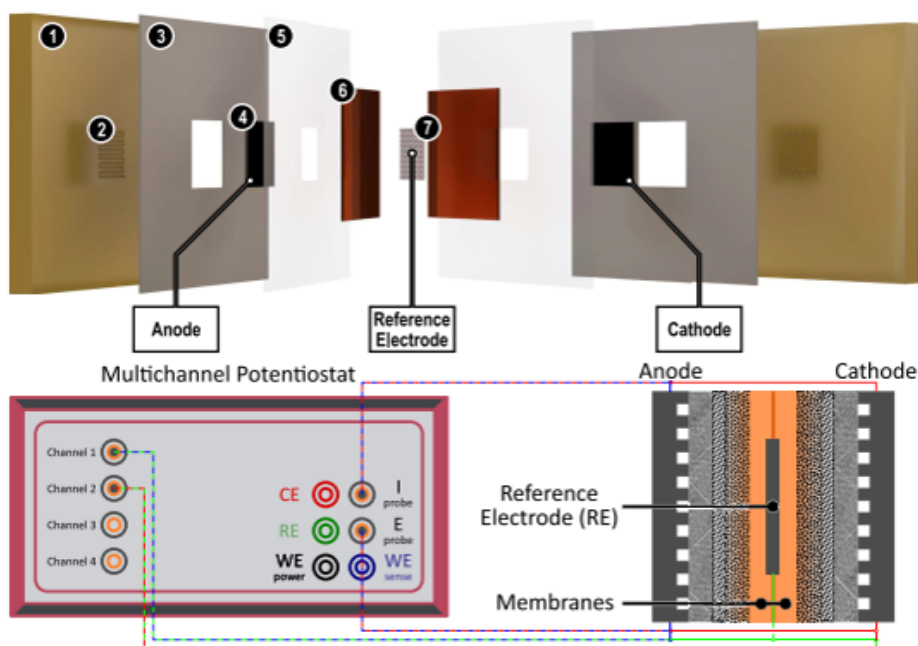 1
3
5
6
2
4
7
Anode
Reference
Electrode
Cathode
Multichannel Potentiostat
Anode
Cathode
Channel 1
Channel 2
Channel 3
Channel 4
CE
I
probe
RE
E
probe
WE
power
WE
sense
Reference
Electrode (RE)
Membranes